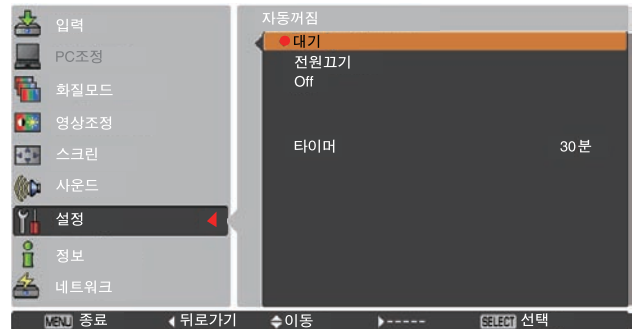 입력
PC조정
화질모드
영상조정
스크린
사운드
설정
정보
네트워크
자동꺼짐
대기
전원끄기
Off
타이머 30분
MENU 종료 뒤로가기 이동 ----- SELECT 선택